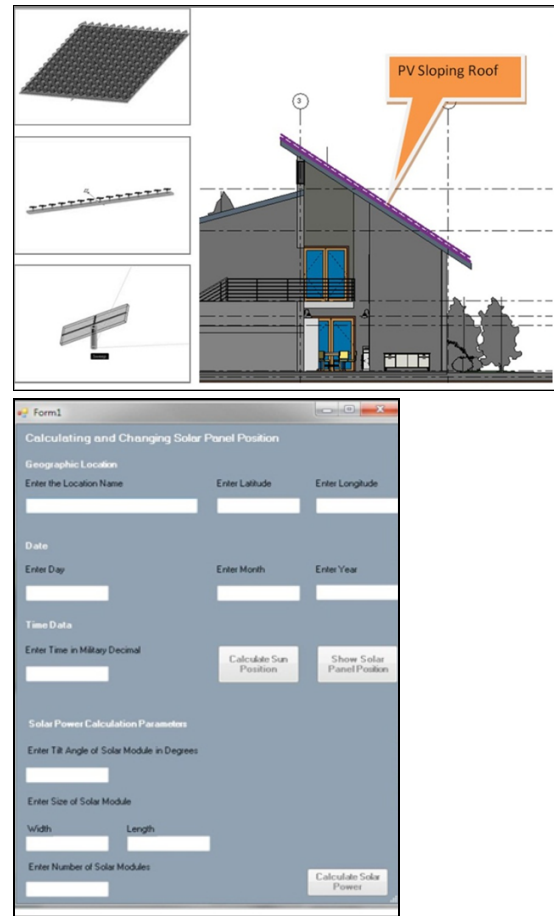 PV Sloping Roof
3
Form1
Calculating and Changing Solar Panel Position
Geographic Location
Enter the Location Name
Enter Latitude
Enter Longitude
Date
Enter Day
Enter Month
Enter Year
Time Data
Enter Time in Military Decimal
Calculate Sun
Position
Show Solar
Panel Position
Solar Power Calculation Parameters
Enter Tilt Angle of Solar Module in Degrees
Enter Size of Solar Module
Width
Length
Enter Number of Solar Modules
Calculate Solar
Power